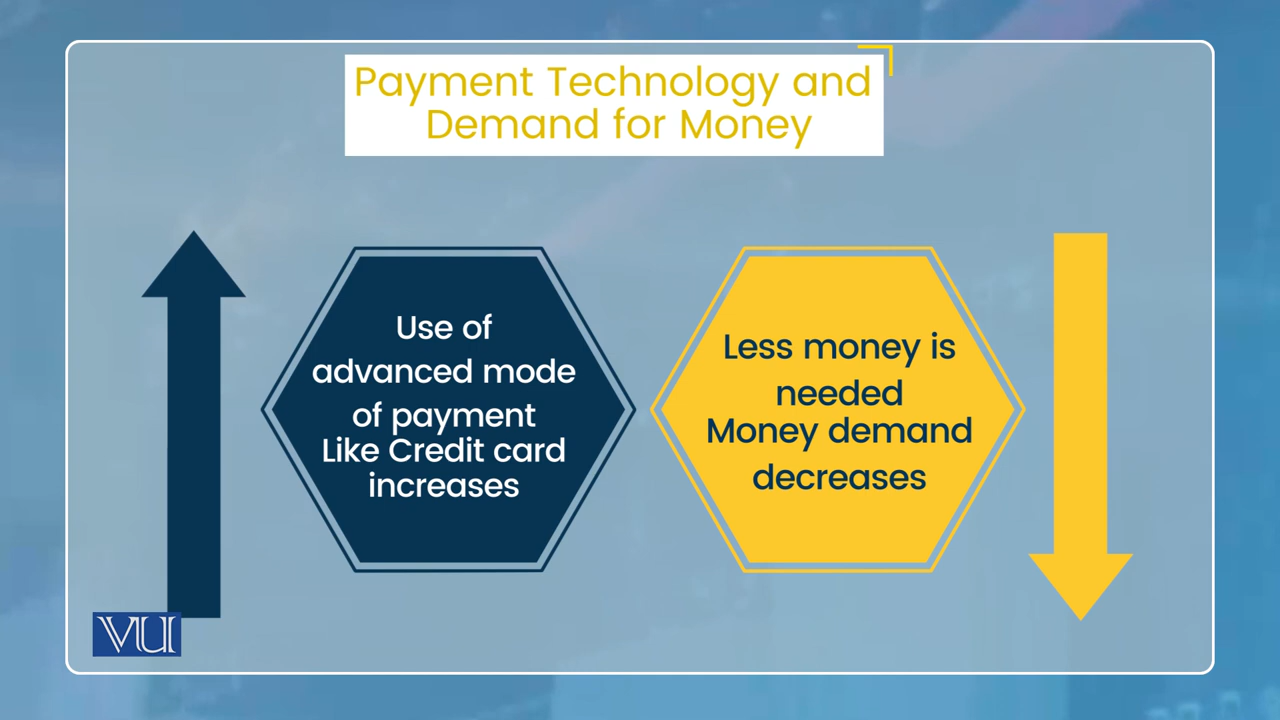 Payment Technology and
Demand for Money
Use of
advanced mode
of payment
Like Credit card
increases
Less money is
needed
Money demand
decreases
VU